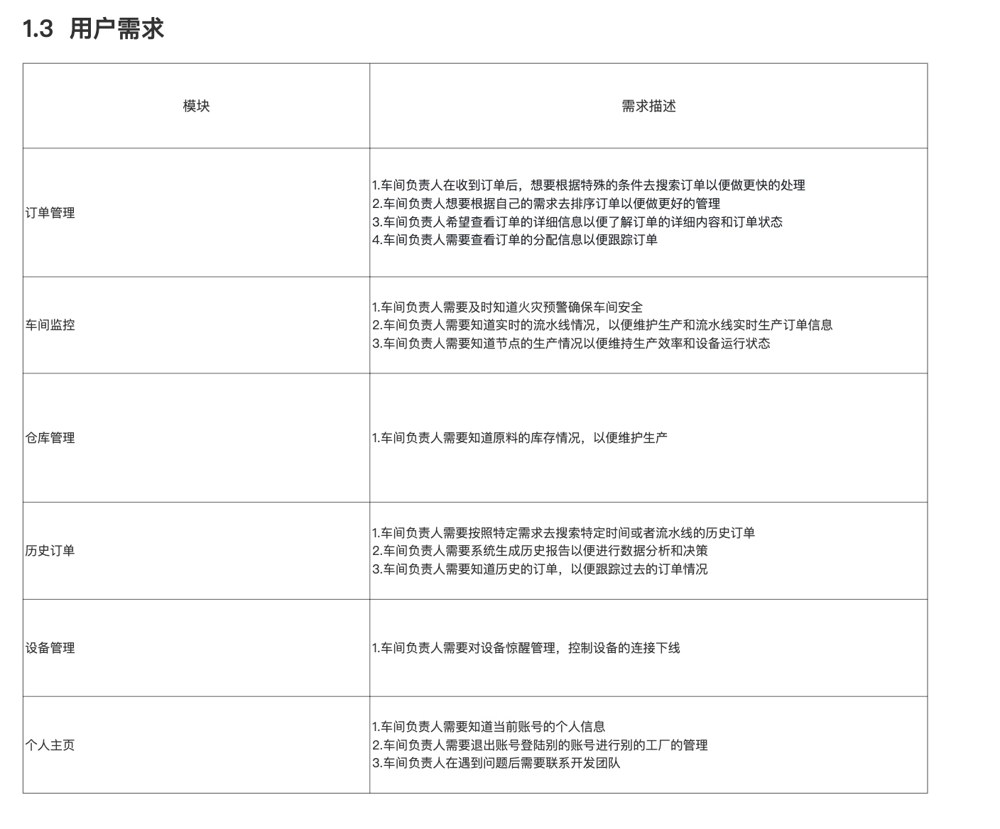 1.3 用户需求
模块
需求描述
订单管理
1.车间负责人在收到订单后，想要根据特殊的条件去搜索订单以便做更快的处理
2.车间负责人想要根据自己的需求去排序订单以便做更好的管理
3.车间负责人希望查看订单的详细信息以便了解订单的详细内容和订单状态
4.车间负责人需要查看订单的分配信息以便跟踪订单
车间监控
1.车间负责人需要及时知道火灾预警确保车间安全
2.车间负责人需要知道实时的流水线情况，以便维护生产和流水线实时生产订单信息
3.车间负责人需要知道节点的生产情况以便维持生产效率和设备运行状态
仓库管理
1.车间负责人需要知道原料的库存情况，以便维护生产
历史订单
1.车间负责人需要按照特定需求去搜索特定时间或者流水线的历史订单
2.车间负责人需要系统生成历史报告以便进行数据分析和决策
3.车间负责人需要知道历史的订单，以便跟踪过去的订单情况
设备管理
1.车间负责人需要对设备惊醒管理，控制设备的连接下线
个人主页
1.车间负责人需要知道当前账号的个人信息
2.车间负责人需要退出账号登陆别的账号进行别的工厂的管理
3.车间负责人在遇到问题后需要联系开发团队